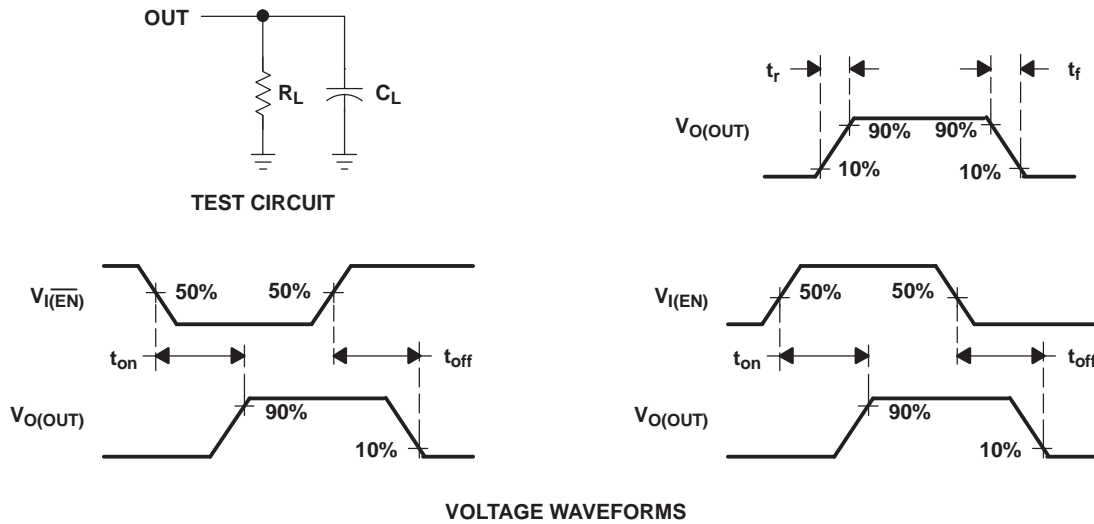 OUT
R_L
C_L
TEST CIRCUIT
t_r
t_f
V_O(OUT)
90%
90%
10%
10%
V_I(E̅N̅)
50%
50%
t_on
t_off
V_O(OUT)
90%
10%
V_I(EN)
50%
50%
t_on
t_off
V_O(OUT)
90%
10%
VOLTAGE WAVEFORMS